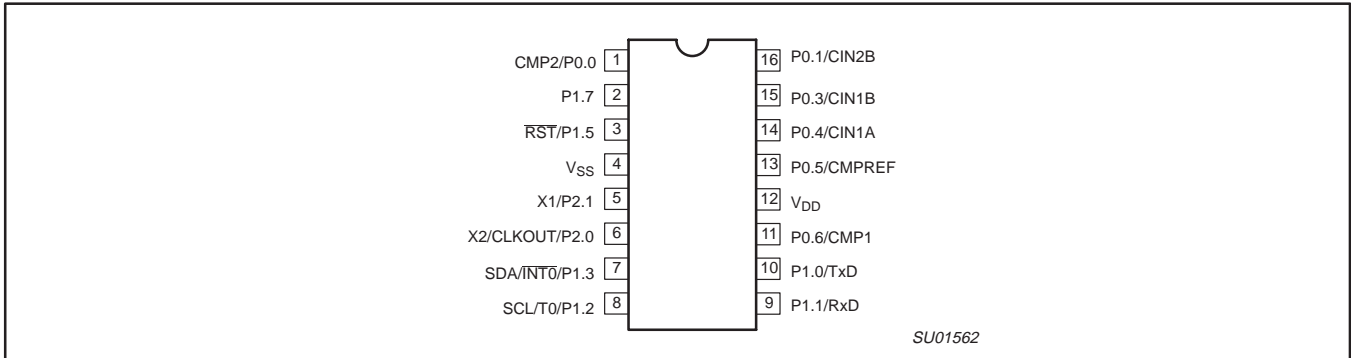 CMP2/P0.0 1 16 P0.1/CIN2B
P1.7 2 15 P0.3/CIN1B
RST/P1.5 3 14 P0.4/CIN1A
VSS 4 13 P0.5/CMPREF
X1/P2.1 5 12 VDD
X2/CLKOUT/P2.0 6 11 P0.6/CMP1
SDA/INT0/P1.3 7 10 P1.0/TxD
SCL/T0/P1.2 8 9 P1.1/RxD
SU01562